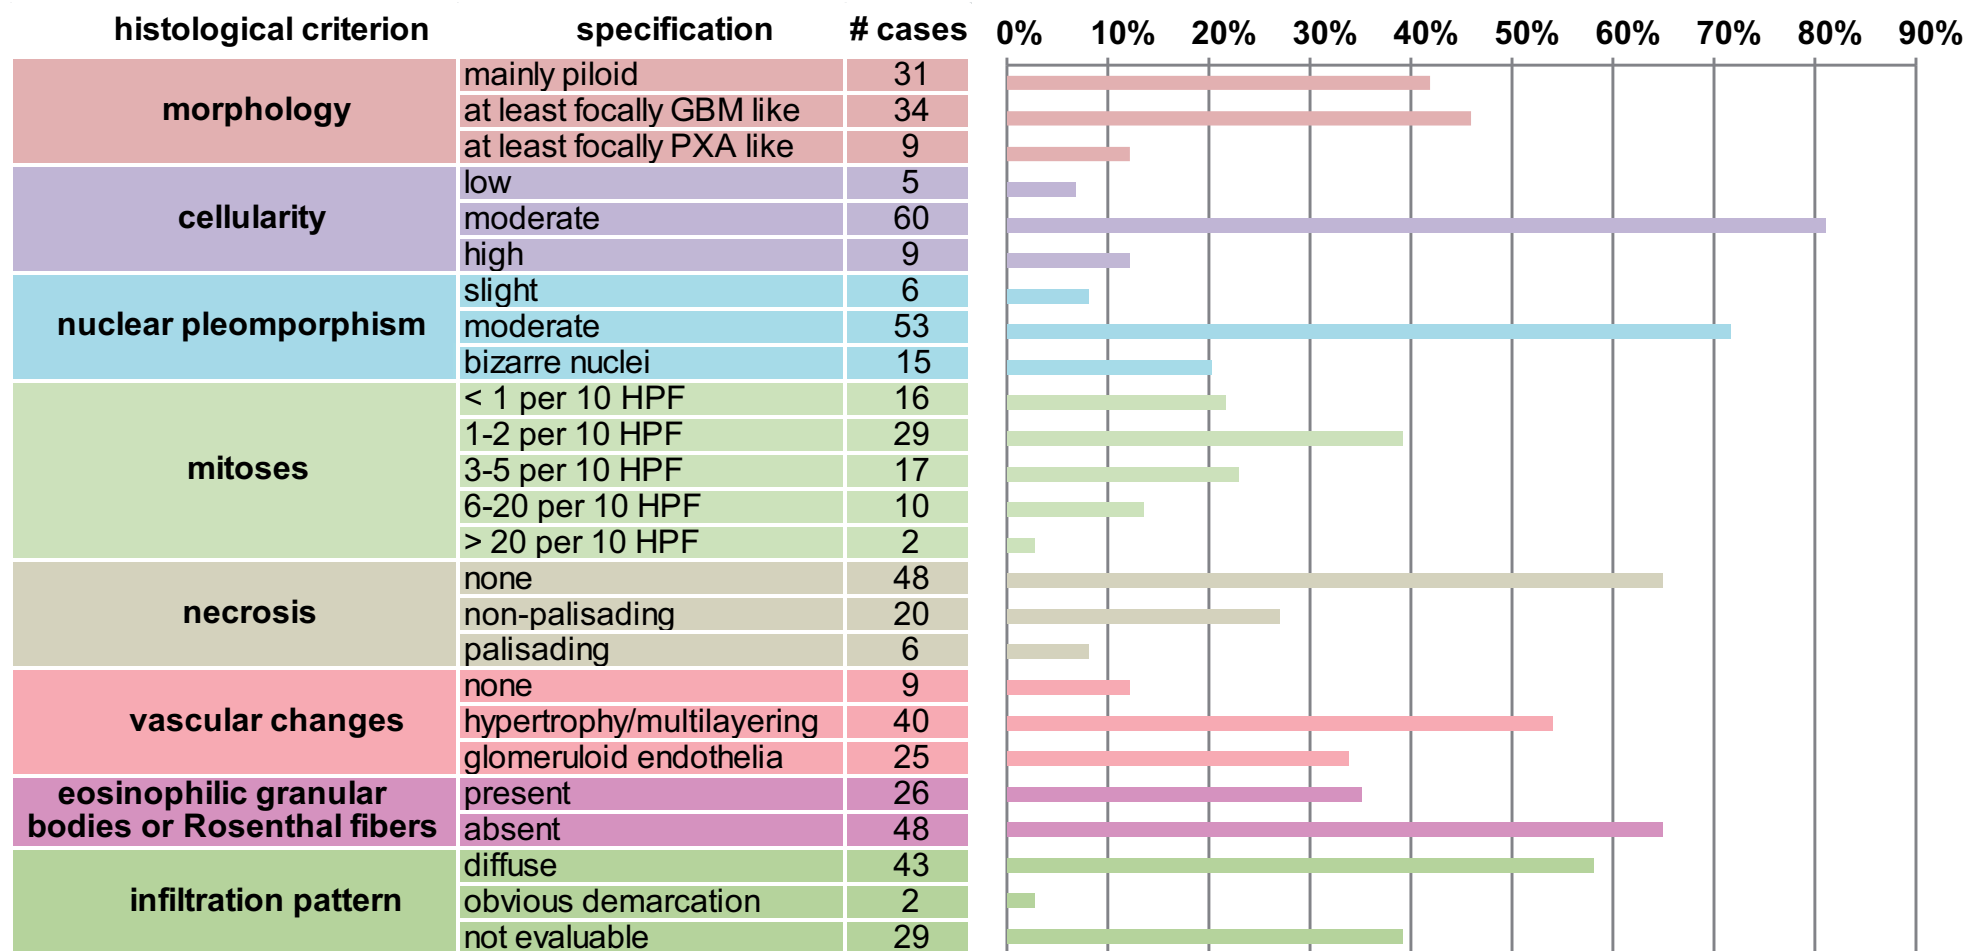 histological criterion specification # cases 0% 10% 20% 30% 40% 50% 60% 70% 80% 90%
morphology
mainly piloid 31
at least focally GBM like 34
at least focally PXA like 9
cellularity
low 5
moderate 60
high 9
nuclear pleomporphism
slight 6
moderate 53
bizarre nuclei 15
mitoses
< 1 per 10 HPF 16
1-2 per 10 HPF 29
3-5 per 10 HPF 17
6-20 per 10 HPF 10
> 20 per 10 HPF 2
necrosis
none 48
non-palisading 20
palisading 6
vascular changes
none 9
hypertrophy/multilayering 40
glomeruloid endothelia 25
eosinophilic granular
bodies or Rosenthal fibers
present 26
absent 48
infiltration pattern
diffuse 43
obvious demarcation 2
not evaluable 29